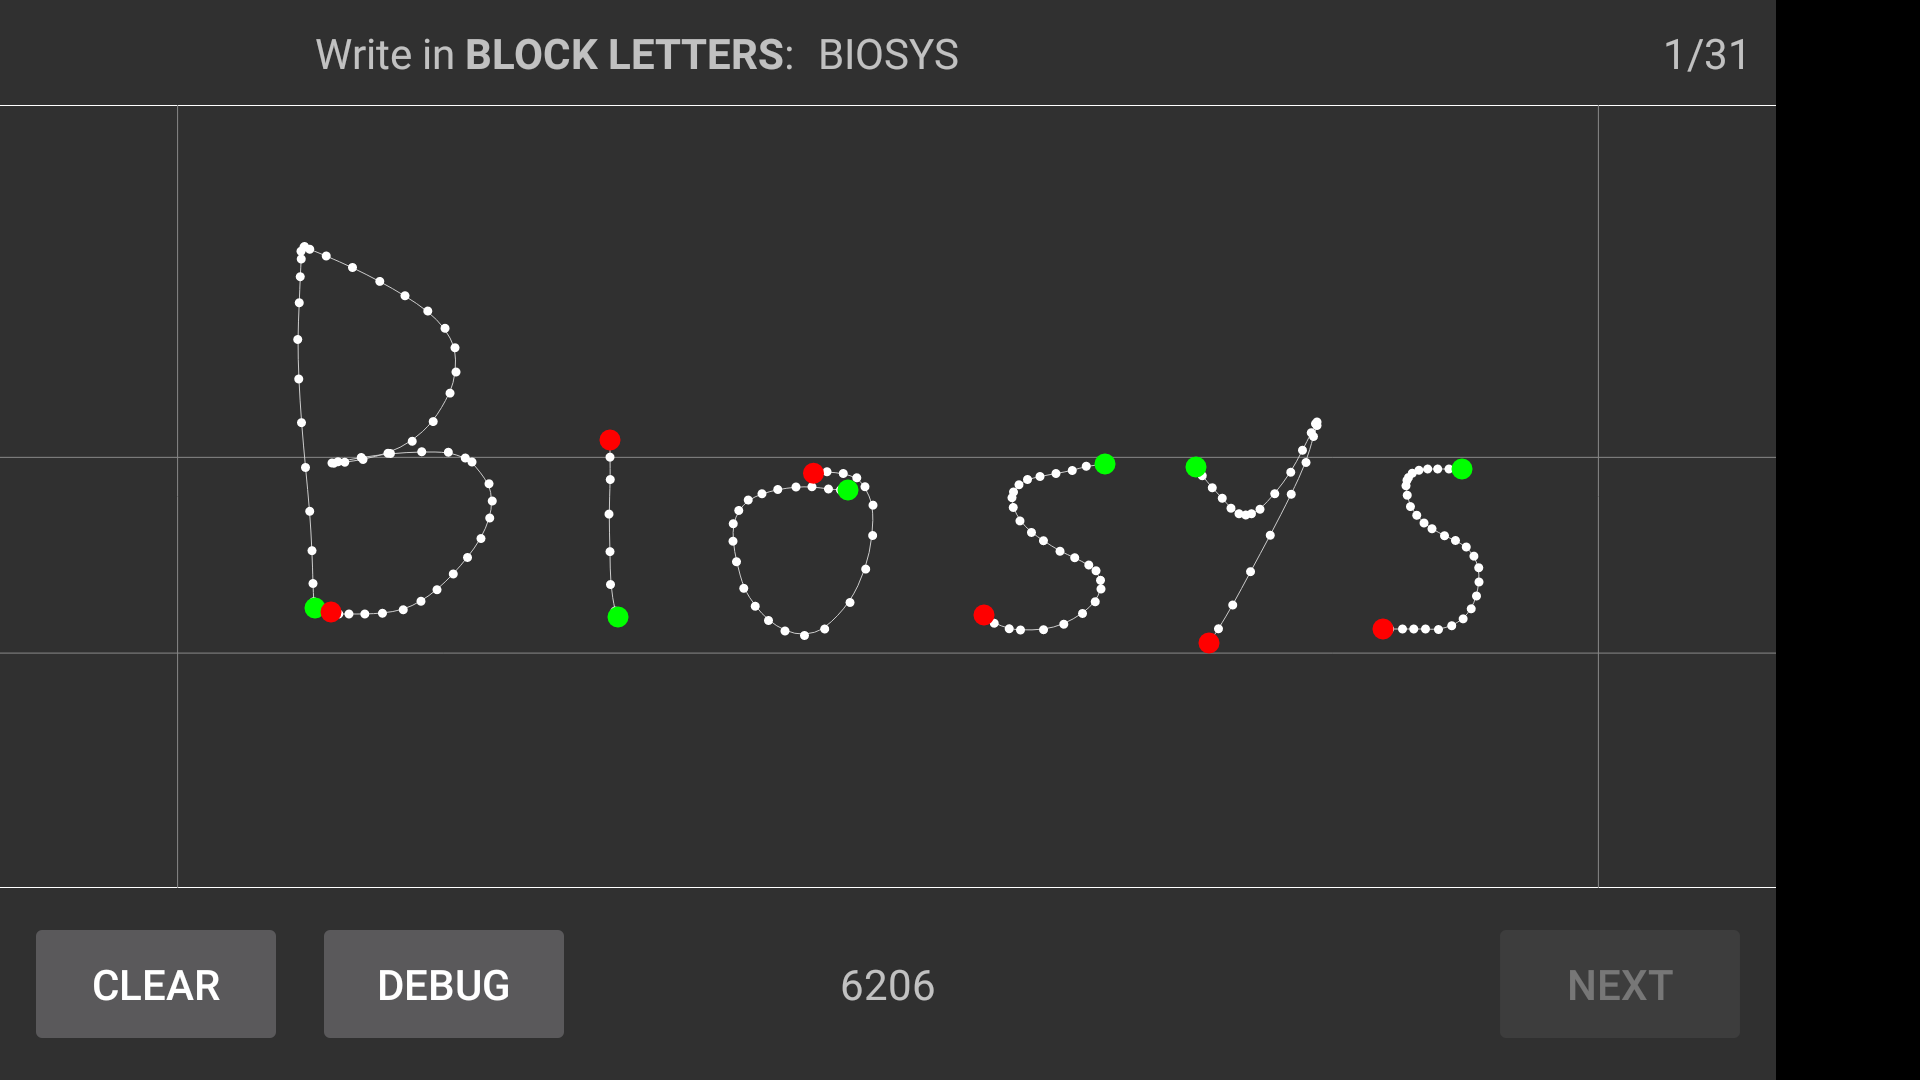 Write in BLOCK LETTERS: BIOSYS
1/31
BIOSYS
CLEAR
DEBUG
6206
NEXT